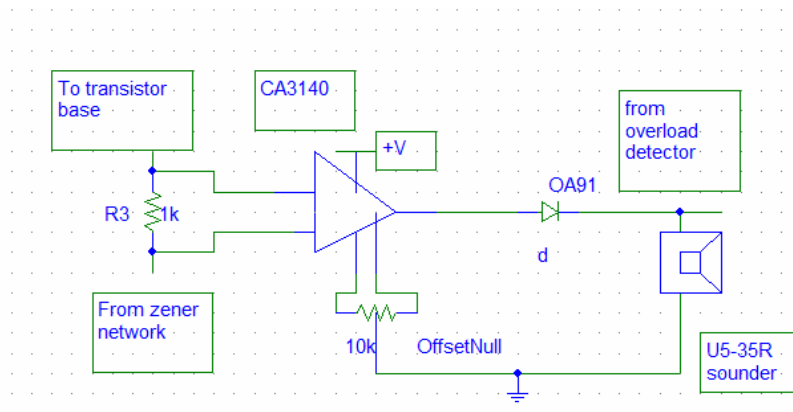 To transistor
base
CA3140
+V
from
overload
detector
OA91
R3
1k
d
From zener
network
10k
OffsetNull
U5-35R
sounder